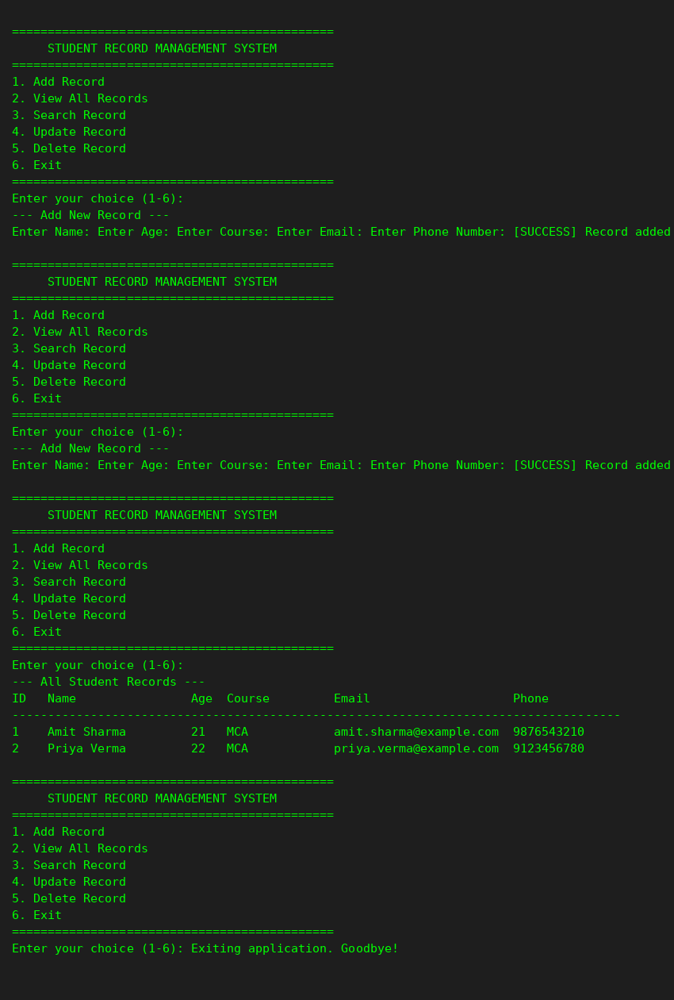 =============================================
     STUDENT RECORD MANAGEMENT SYSTEM
=============================================
1. Add Record
2. View All Records
3. Search Record
4. Update Record
5. Delete Record
6. Exit
=============================================
Enter your choice (1-6):
--- Add New Record ---
Enter Name: Enter Age: Enter Course: Enter Email: Enter Phone Number: [SUCCESS] Record added

=============================================
     STUDENT RECORD MANAGEMENT SYSTEM
=============================================
1. Add Record
2. View All Records
3. Search Record
4. Update Record
5. Delete Record
6. Exit
=============================================
Enter your choice (1-6):
--- Add New Record ---
Enter Name: Enter Age: Enter Course: Enter Email: Enter Phone Number: [SUCCESS] Record added

=============================================
     STUDENT RECORD MANAGEMENT SYSTEM
=============================================
1. Add Record
2. View All Records
3. Search Record
4. Update Record
5. Delete Record
6. Exit
=============================================
Enter your choice (1-6):
--- All Student Records ---
ID   Name                Age  Course         Email                    Phone
-------------------------------------------------------------------------------------
1    Amit Sharma         21   MCA            amit.sharma@example.com  9876543210
2    Priya Verma         22   MCA            priya.verma@example.com  9123456780

=============================================
     STUDENT RECORD MANAGEMENT SYSTEM
=============================================
1. Add Record
2. View All Records
3. Search Record
4. Update Record
5. Delete Record
6. Exit
=============================================
Enter your choice (1-6): Exiting application. Goodbye!